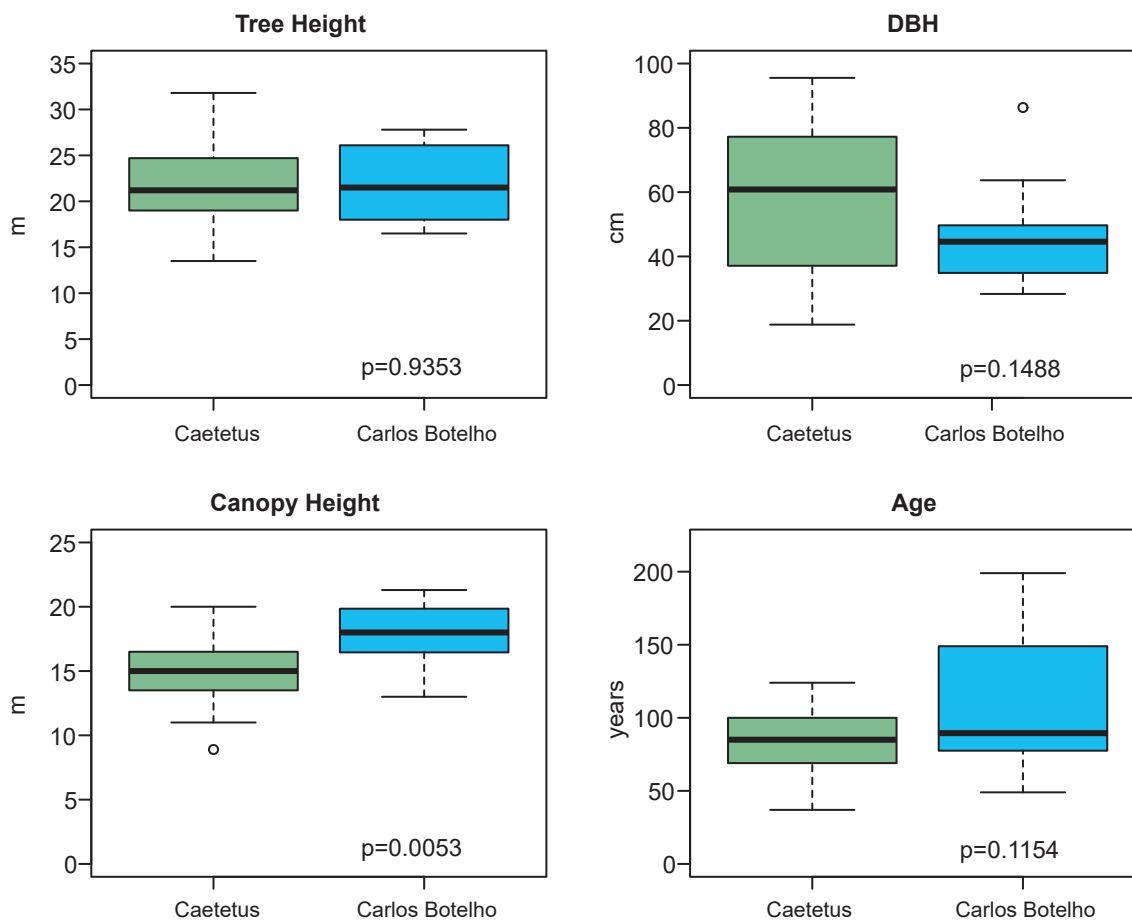 Tree Height
35
30
25
20
15
10
5
0
m
p=0.9353
Caetetus Carlos Botelho
DBH
100
80
60
40
20
0
cm
p=0.1488
Caetetus Carlos Botelho
Canopy Height
25
20
15
10
5
0
m
p=0.0053
Caetetus Carlos Botelho
Age
200
150
100
50
0
years
p=0.1154
Caetetus Carlos Botelho